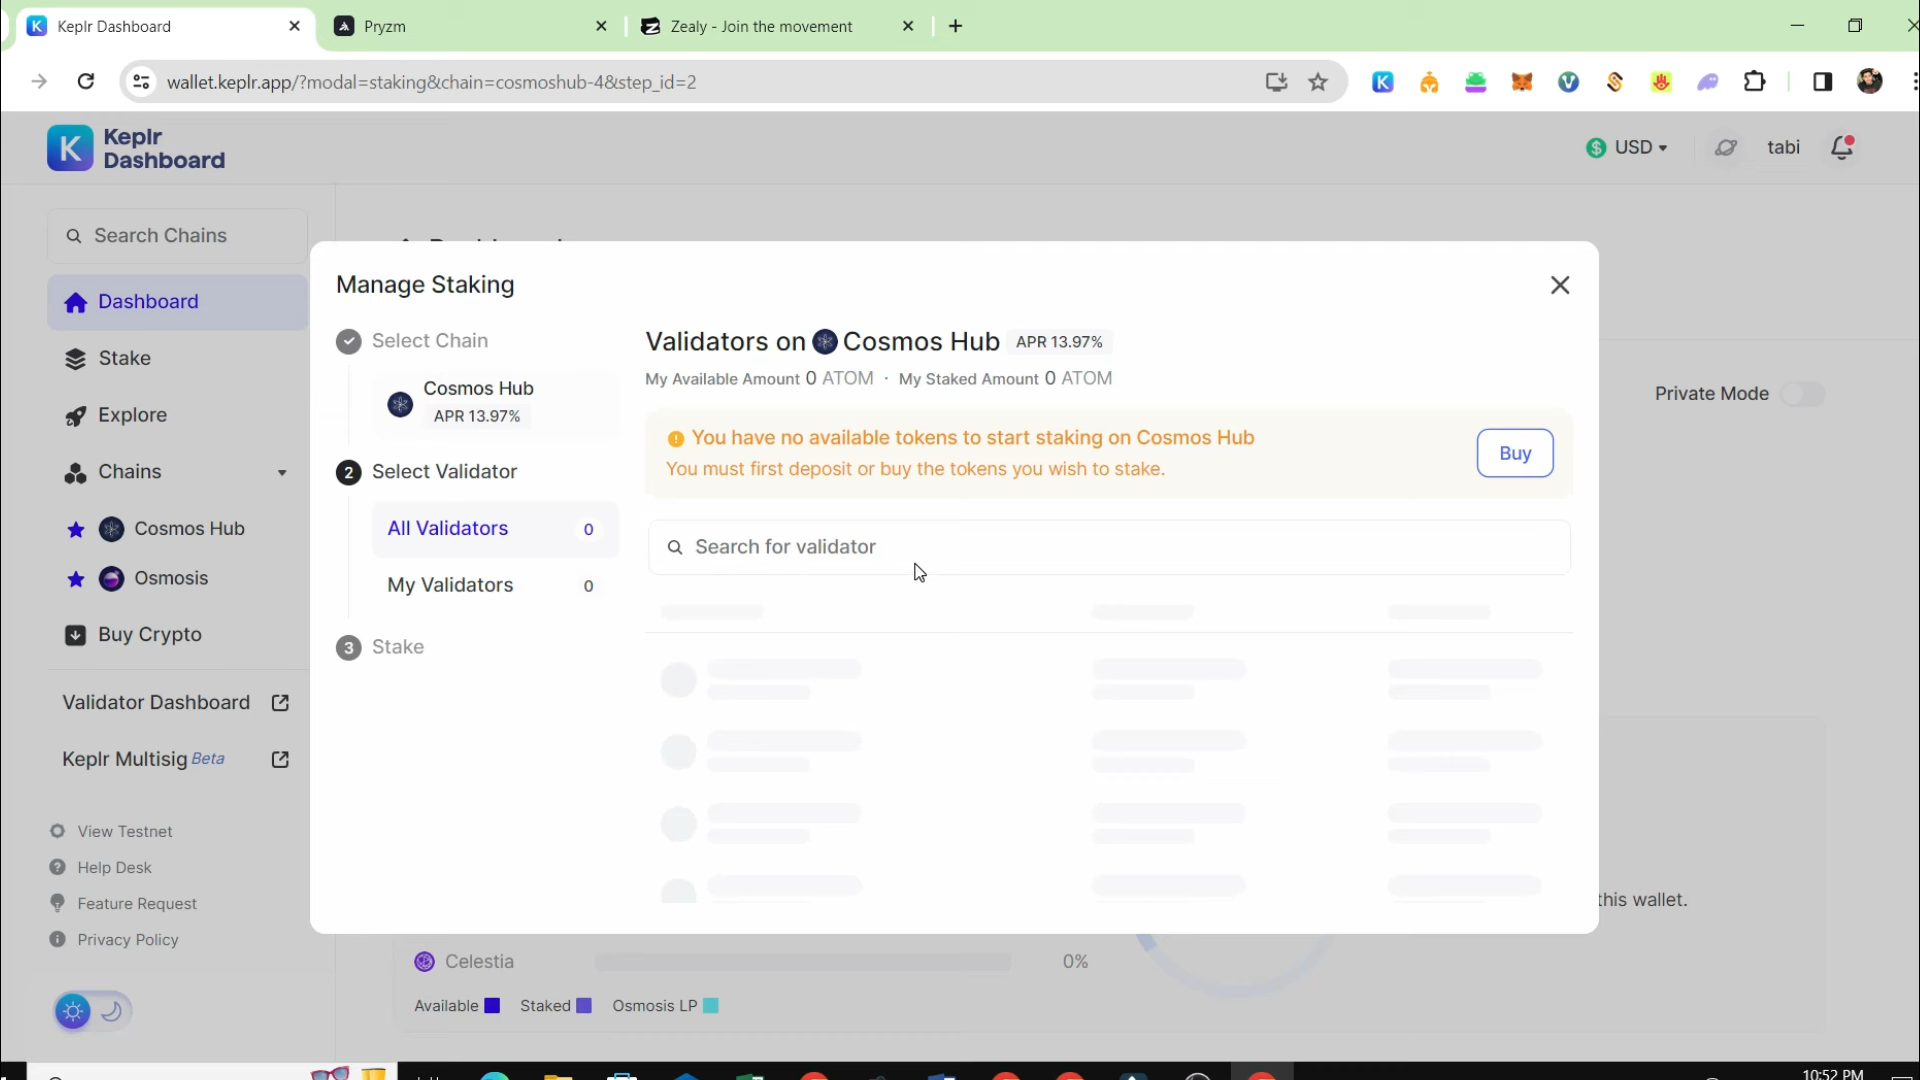 Keplr Dashboard
Pryzm
Zealy - Join the movement
wallet.keplr.app/?modal=staking&chain=cosmoshub-4&step_id=2
Keplr
Dashboard
USD
tabi
Search Chains
Dashboard
Stake
Explore
Chains
Cosmos Hub
Osmosis
Buy Crypto
Validator Dashboard
Keplr Multisig Beta
View Testnet
Help Desk
Feature Request
Privacy Policy
Manage Staking
Select Chain
Cosmos Hub
APR 13.97%
2 Select Validator
All Validators 0
My Validators 0
3 Stake
Validators on Cosmos Hub APR 13.97%
My Available Amount 0 ATOM · My Staked Amount 0 ATOM
You have no available tokens to start staking on Cosmos Hub
You must first deposit or buy the tokens you wish to stake.
Buy
Search for validator
Private Mode
this wallet.
Celestia 0%
Available Staked Osmosis LP
10:52 PM